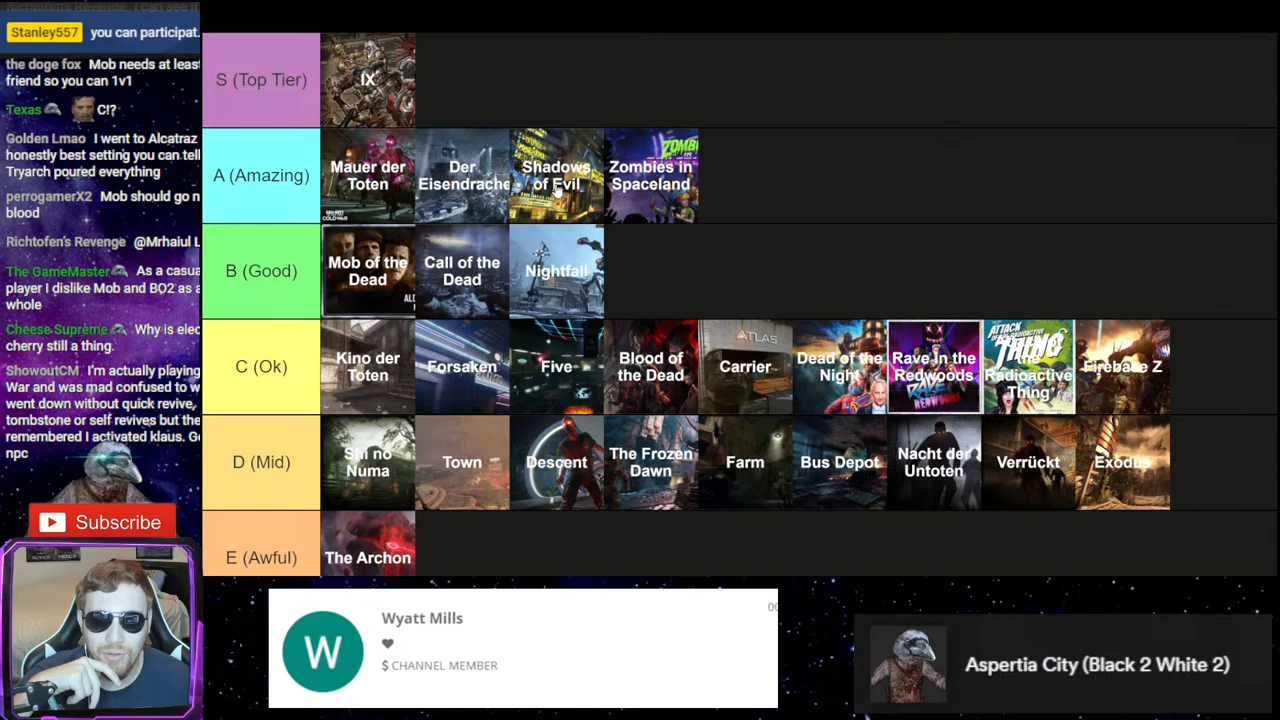 Stanley557 you can participat.
the doge fox Mob needs at leas
friend so you can 1v1
Texas C!?
Golden Lmao I went to Alcatraz
honestly best setting you can tell
Tryarch poured everything
perrogamerX2 Mob should go n
blood
Richtofen's Revenge @Mrhaiul L
The GameMaster As a casua
player I dislike Mob and BO2 as a
whole
Cheese Suprème Why is elec
cherry still a thing.
ShowoutCM I'm actually playing
War and was mad confused to w
went down without quick revive,
tombstone or self revives but the
remembered I activated klaus. Go
npc
Subscribe
S (Top Tier)
IX
A (Amazing)
Mauer der
Toten
Der
Eisendrache
Shadows
of Evil
Zombies in
Spaceland
B (Good)
Mob of the
Dead
Call of the
Dead
Nightfall
C (Ok)
Kino der
Toten
Forsaken
Five
Blood of
the Dead
Carrier
ATLAS
Dead of the
Night
Rave in the
Redwoods
Radioactive
Thing
Firebase Z
D (Mid)
Shi no
Numa
Town
Descent
The Frozen
Dawn
Farm
Bus Depot
Nacht der
Untoten
Verrückt
Exodus
E (Awful)
The Archon
W
Wyatt Mills
$ CHANNEL MEMBER
00
Aspertia City (Black 2 White 2)